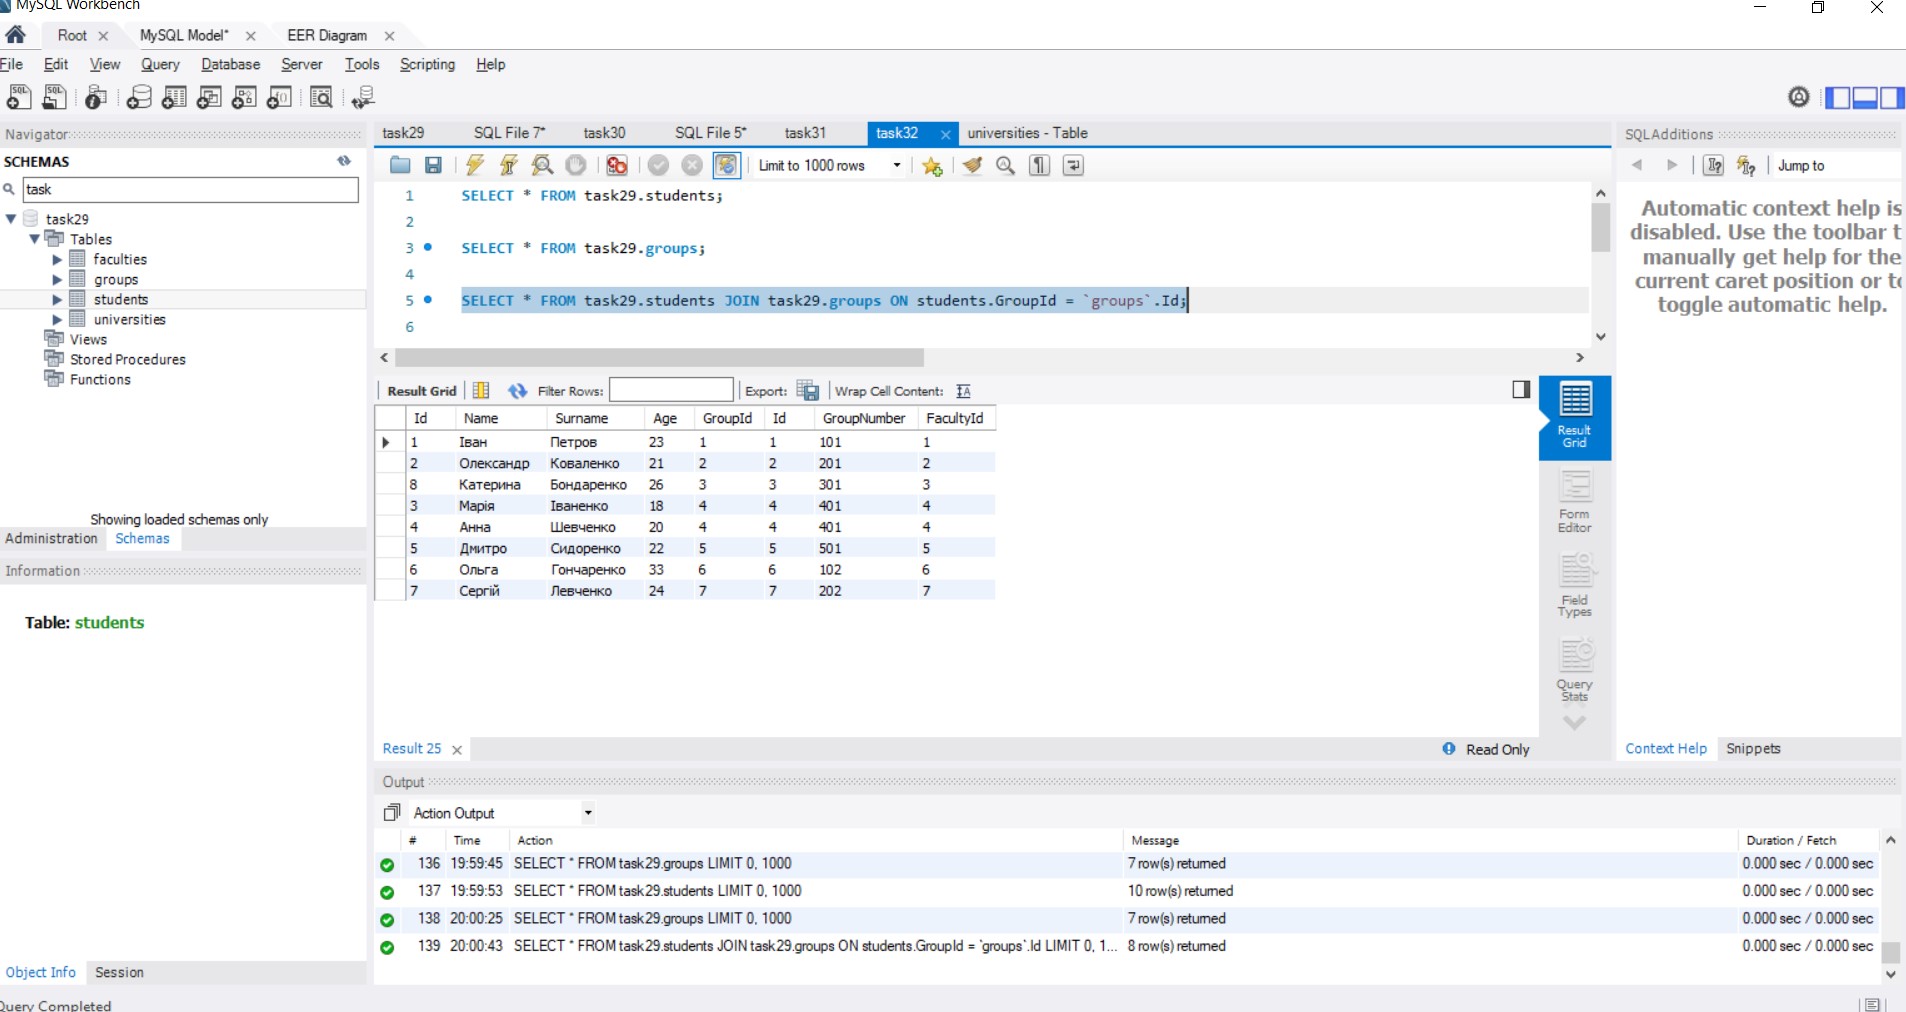 MySQL Workbench
Root
MySQL Model*
EER Diagram
File Edit View Query Database Server Tools Scripting Help
Navigator
SCHEMAS
task
task29
Tables
faculties
groups
students
universities
Views
Stored Procedures
Functions
Showing loaded schemas only
Administration Schemas
Information
Table: students
Object Info Session
Query Completed
task29 SQL File 7* task30 SQL File 5* task31 task32 universities - Table
Limit to 1000 rows
1 SELECT * FROM task29.students;
2
3 SELECT * FROM task29.groups;
4
5 SELECT * FROM task29.students JOIN task29.groups ON students.GroupId = `groups`.Id;
6
Result Grid Filter Rows: Export: Wrap Cell Content:
Id Name Surname Age GroupId Id GroupNumber FacultyId
1 Іван Петров 23 1 1 101 1
2 Олександр Коваленко 21 2 2 201 2
8 Катерина Бондаренко 26 3 3 301 3
3 Марія Іваненко 18 4 4 401 4
4 Анна Шевченко 20 4 4 401 4
5 Дмитро Сидоренко 22 5 5 501 5
6 Ольга Гончаренко 33 6 6 102 6
7 Сергій Левченко 24 7 7 202 7
Result
Grid
Form
Editor
Field
Types
Query
Stats
Result 25
Read Only
SQLAdditions
Jump to
Automatic context help is
disabled. Use the toolbar t
manually get help for the
current caret position or to
toggle automatic help.
Context Help Snippets
Output
Action Output
# Time Action Message Duration / Fetch
136 19:59:45 SELECT * FROM task29.groups LIMIT 0, 1000 7 row(s) returned 0.000 sec / 0.000 sec
137 19:59:53 SELECT * FROM task29.students LIMIT 0, 1000 10 row(s) returned 0.000 sec / 0.000 sec
138 20:00:25 SELECT * FROM task29.groups LIMIT 0, 1000 7 row(s) returned 0.000 sec / 0.000 sec
139 20:00:43 SELECT * FROM task29.students JOIN task29.groups ON students.GroupId = `groups`.Id LIMIT 0, 1... 8 row(s) returned 0.000 sec / 0.000 sec